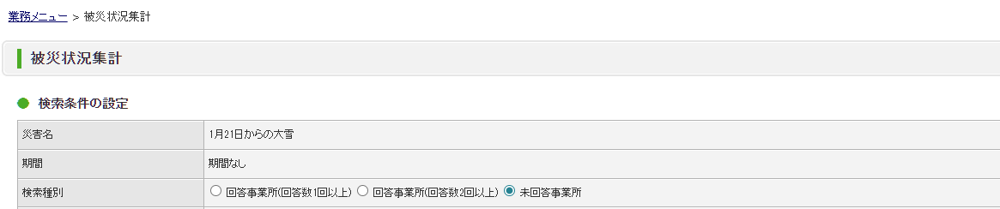 業務メニュー > 被災状況集計
被災状況集計
検索条件の設定
災害名 1月21日からの大雪
期間 期間なし
検索種別 回答事業所(回答数1回以上) 回答事業所(回答数2回以上) 未回答事業所